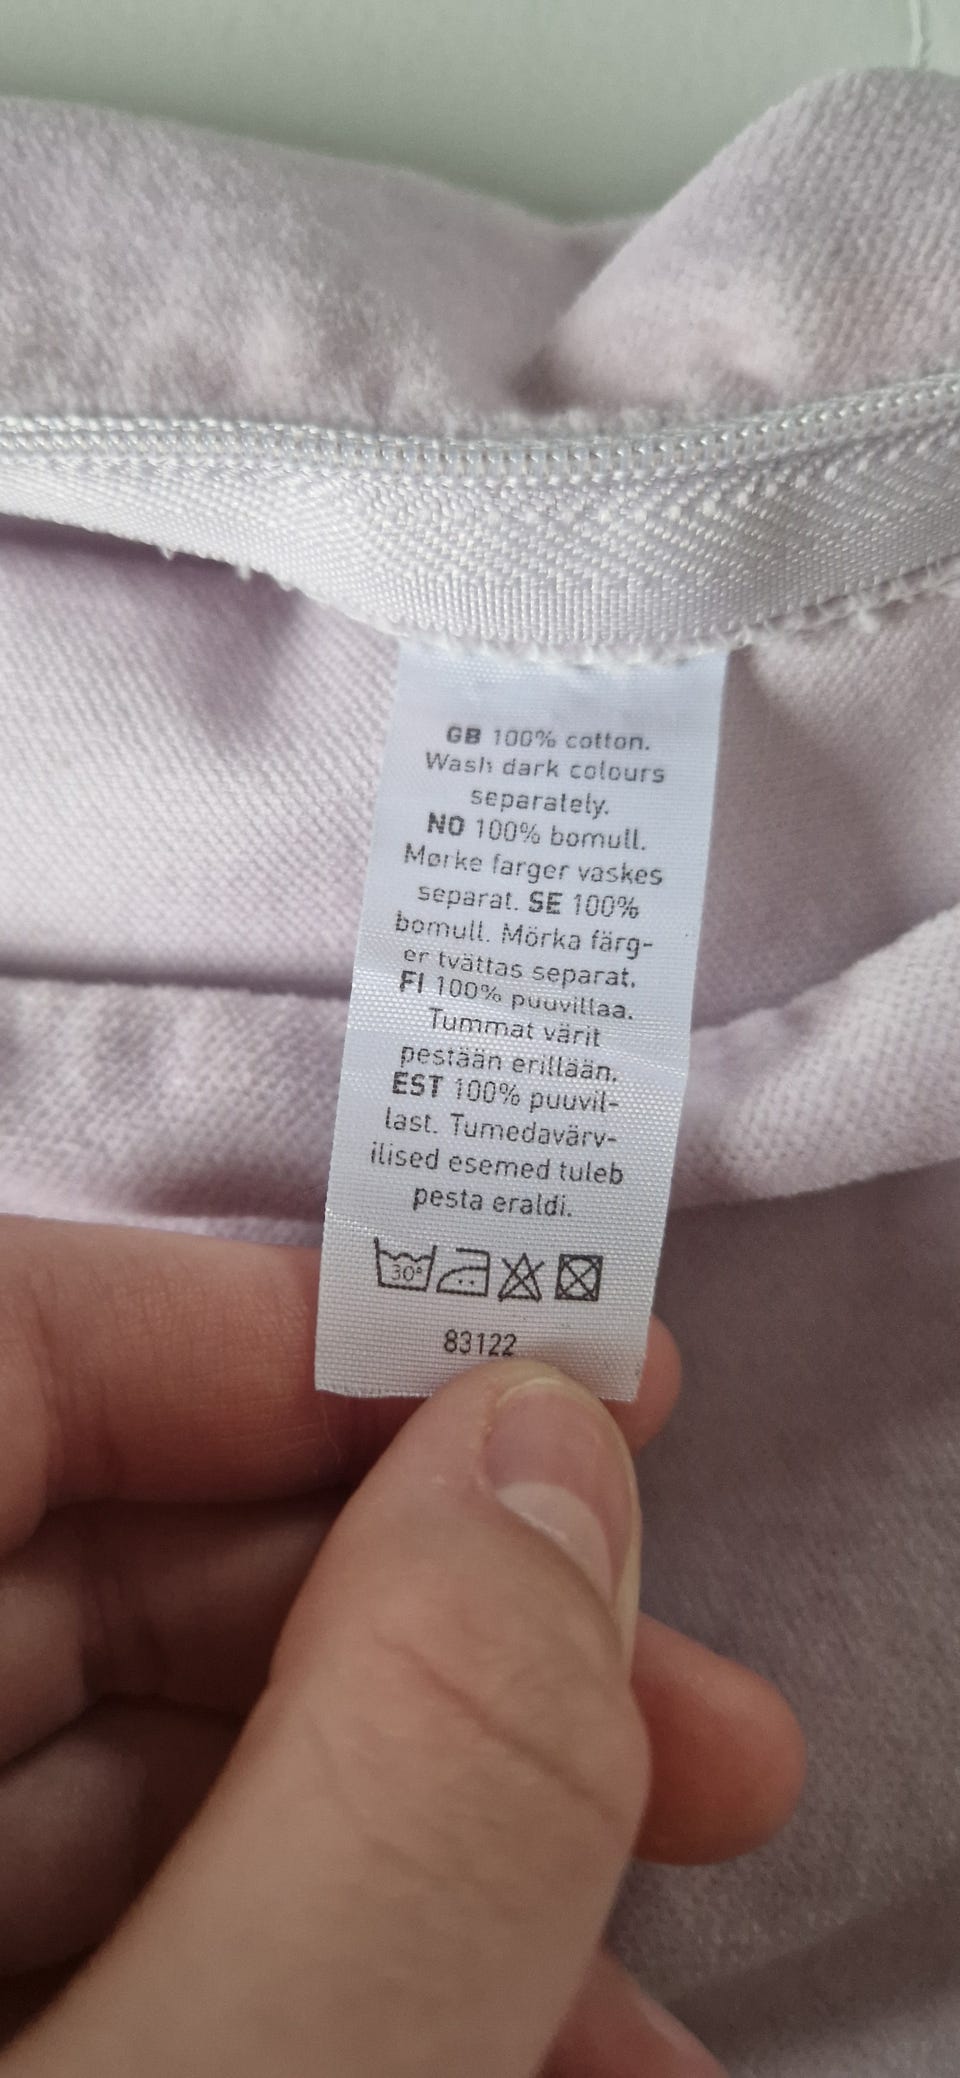 GB 100% cotton.
Wash dark colours
separately.
NO 100% bomull.
Mørke farger vaskes
separat. SE 100%
bomull. Mörka färg-
er tvättas separat.
FI 100% puuvillaa.
Tummat värit
pestään erillään.
EST 100% puuvil-
last. Tumedavärv-
ilised esemed tuleb
pesta eraldi.
30°
83122